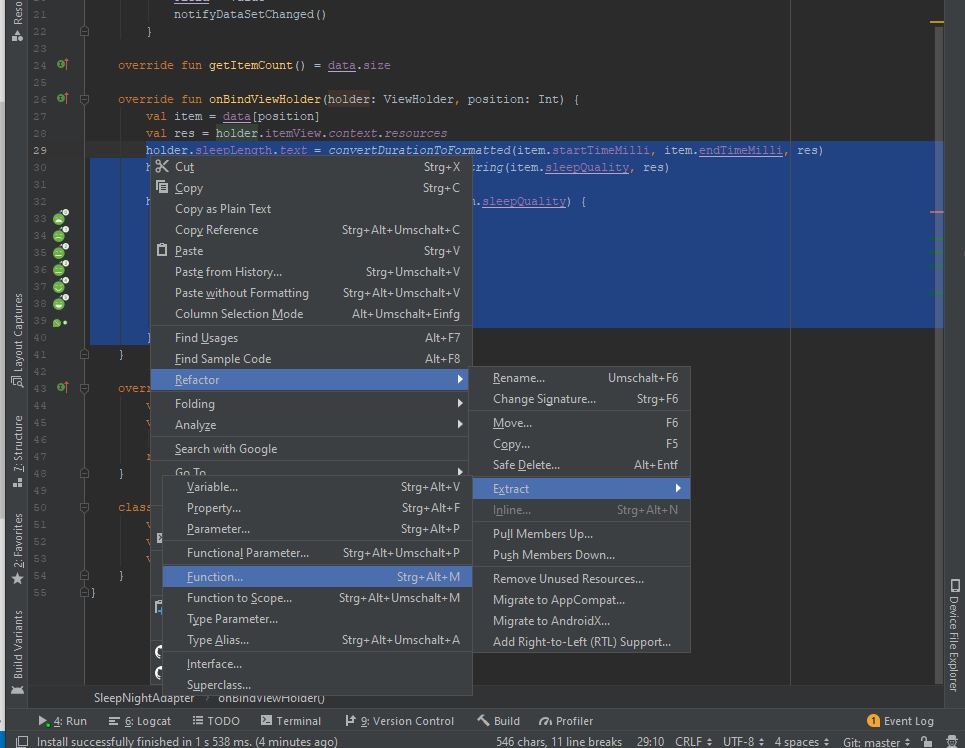 Reso
21 notifyDataSetChanged()
22 }
23
24 override fun getItemCount() = data.size
25
26 override fun onBindViewHolder(holder: ViewHolder, position: Int) {
27 val item = data[position]
28 val res = holder.itemView.context.resources
29 holder.sleepLength.text = convertDurationToFormatted(item.startTimeMilli, item.endTimeMilli, res)
30 tring(item.sleepQuality, res)
31
32 .sleepQuality) {
33
34
35
36
37
38
39
40
41 }
42
43 overr
44
45
46
47
48 }
49
50 class
51
52
53
54 }
55 }
Cut Strg+X
Copy Strg+C
Copy as Plain Text
Copy Reference Strg+Alt+Umschalt+C
Paste Strg+V
Paste from History... Strg+Umschalt+V
Paste without Formatting Strg+Alt+Umschalt+V
Column Selection Mode Alt+Umschalt+Einfg
Find Usages Alt+F7
Find Sample Code Alt+F8
Refactor
Folding
Analyze
Search with Google
Go To
Rename... Umschalt+F6
Change Signature... Strg+F6
Move... F6
Copy... F5
Safe Delete... Alt+Entf
Extract
Inline... Strg+Alt+N
Pull Members Up...
Push Members Down...
Remove Unused Resources...
Migrate to AppCompat...
Migrate to AndroidX...
Add Right-to-Left (RTL) Support...
Variable... Strg+Alt+V
Property... Strg+Alt+F
Parameter... Strg+Alt+P
Functional Parameter... Strg+Alt+Umschalt+P
Function... Strg+Alt+M
Function to Scope... Strg+Alt+Umschalt+M
Type Parameter...
Type Alias... Strg+Alt+Umschalt+A
Interface...
Superclass...
Layout Captures
7: Structure
2: Favorites
Build Variants
Device File Explorer
SleepNightAdapter onBindViewHolder()
4: Run 6: Logcat TODO Terminal 9: Version Control Build Profiler 1 Event Log
Install successfully finished in 1 s 538 ms. (4 minutes ago) 546 chars, 11 line breaks 29:10 CRLF UTF-8 4 spaces Git: master